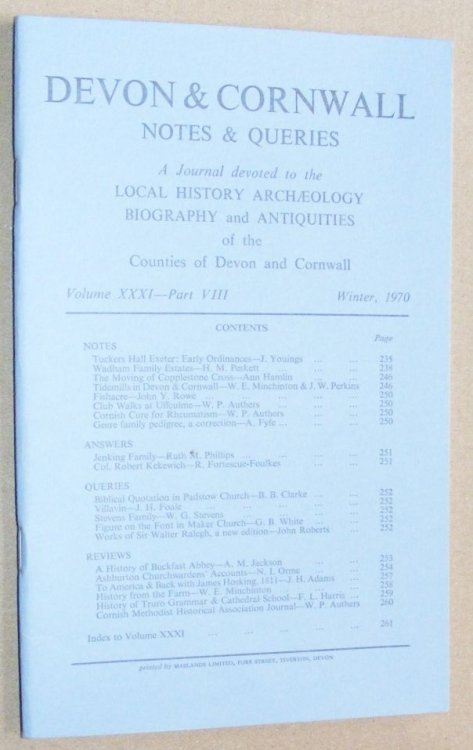 DEVON & CORNWALL
NOTES & QUERIES
A Journal devoted to the
LOCAL HISTORY ARCHÆOLOGY
BIOGRAPHY and ANTIQUITIES
of the
Counties of Devon and Cornwall
Volume XXXI—Part VIII Winter, 1970
CONTENTS
Page
NOTES
Tuckers Hall Exeter: Early Ordinances—J. Youings ... ... 235
Wadham Family Estates—H. M. Peskett ... ... 238
The Moving of Copplestone Cross—Ann Hamlin ... ... 246
Tidemills in Devon & Cornwall—W. E. Minchinton & J. W. Perkins 246
Fishacre—John Y. Rowe ... ... ... ... 250
Club Walks at Uffculme—W. P. Authers ... ... 250
Cornish Cure for Rheumatism—W. P. Authers ... ... 250
Genre family pedigree, a correction—A. Fyfe ... ... ... 250
ANSWERS
Jenking Family—Ruth M. Phillips ... ... ... 251
Col. Robert Kekewich—R. Fortescue-Foulkes ... ... 251
QUERIES
Biblical Quotation in Padstow Church—B. B. Clarke ... ... 252
Villavin—J. H. Foale ... ... ... ... 252
Stevens Family—W. G. Stevens ... ... ... 252
Figure on the Font in Maker Church—G. B. White ... ... 252
Works of Sir Walter Ralegh, a new edition—John Roberts 252
REVIEWS
A History of Buckfast Abbey—A. M. Jackson ... ... 253
Ashburton Churchwardens' Accounts—N. I. Orme ... ... 254
To America & Back with James Hosking, 1811—J. H. Adams ... 257
History from the Farm—W. E. Minchinton ... ... 258
History of Truro Grammar & Cathedral School—F. L. Harris ... 259
Cornish Methodist Historical Association Journal—W. P. Authers 260
Index to Volume XXXI ... ... ... ... ... 261
printed by MASLANDS LIMITED, FORE STREET, TIVERTON, DEVON